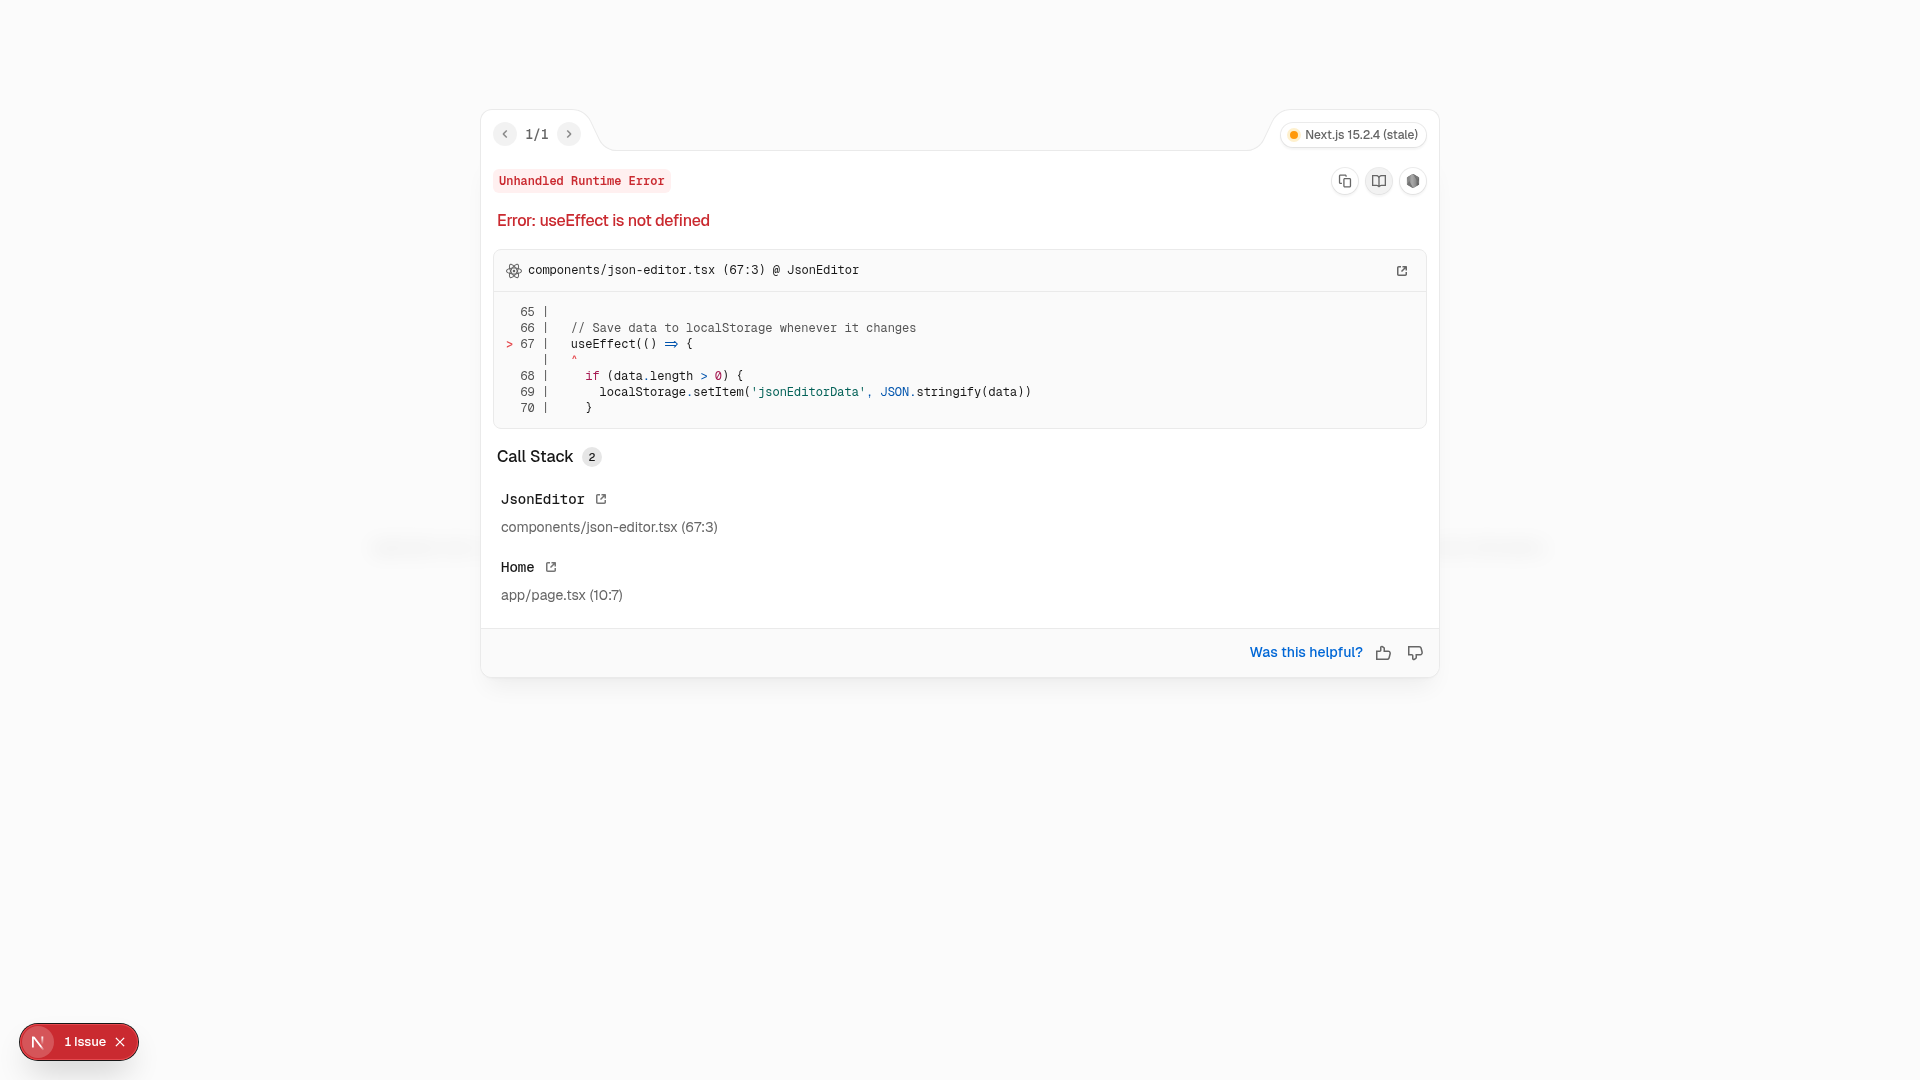 1/1
Next.js 15.2.4 (stale)
Unhandled Runtime Error
Error: useEffect is not defined
components/json-editor.tsx (67:3) @ JsonEditor
65 |
66 |   // Save data to localStorage whenever it changes
> 67 |   useEffect(() => {
|   ^
68 |     if (data.length > 0) {
69 |       localStorage.setItem('jsonEditorData', JSON.stringify(data))
70 |     }
Call Stack 2
JsonEditor
components/json-editor.tsx (67:3)
Home
app/page.tsx (10:7)
Was this helpful?
N 1 Issue